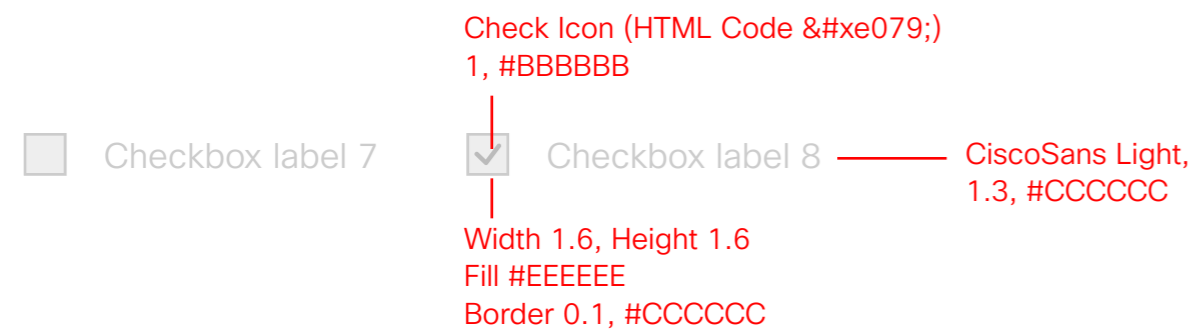 Check Icon (HTML Code &#xe079;)
1, #BBBBBB
Checkbox label 7
Checkbox label 8
CiscoSans Light,
1.3, #CCCCCC
Width 1.6, Height 1.6
Fill #EEEEEE
Border 0.1, #CCCCCC